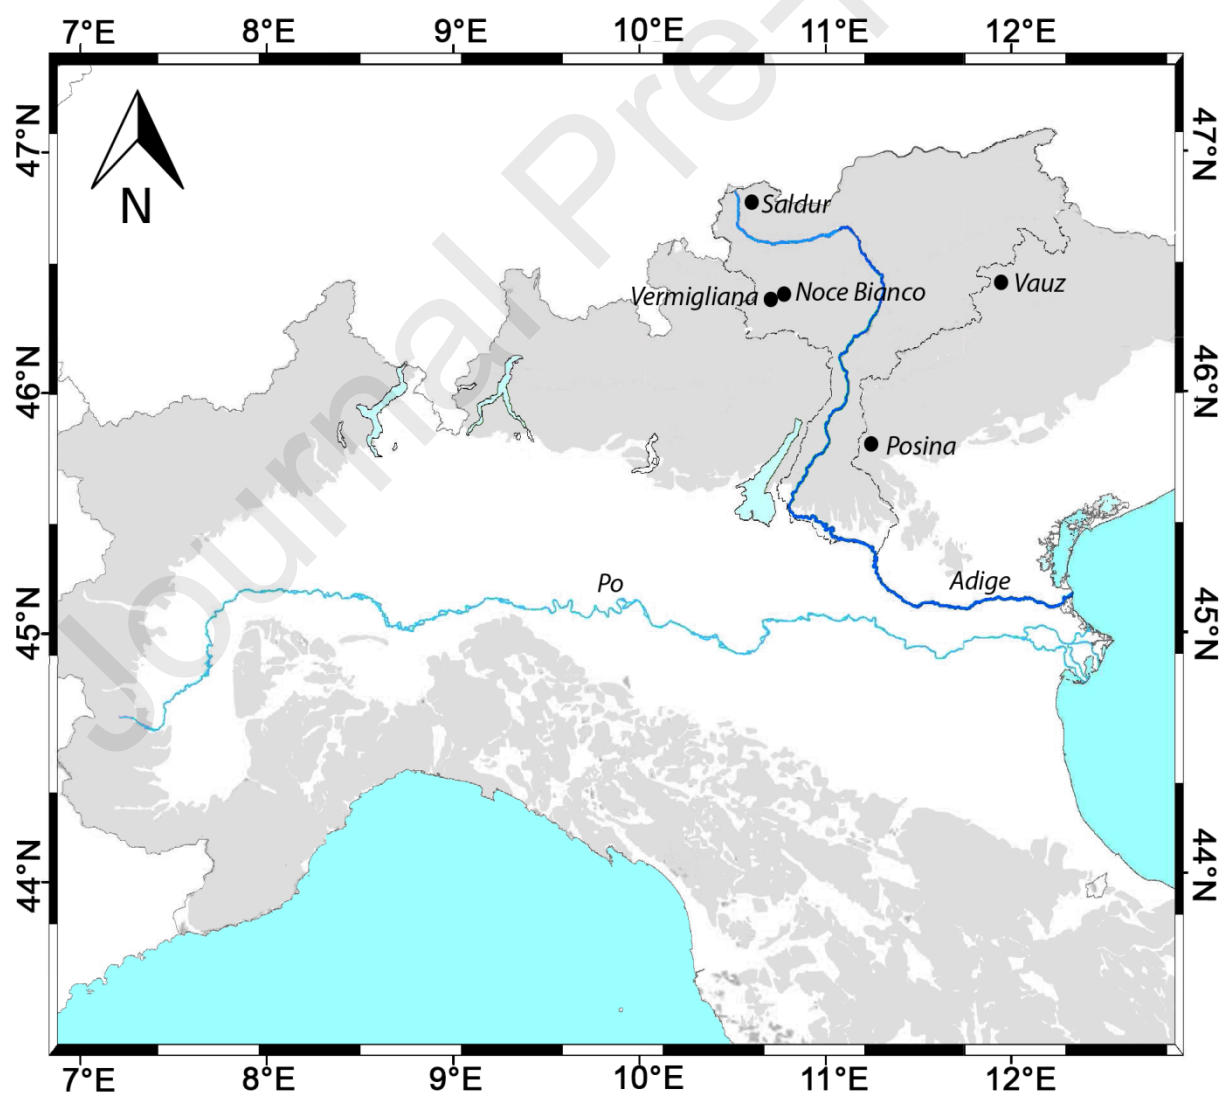 7°E 8°E 9°E 10°E 11°E 12°E
47°N
47°N
N
Saldur
Vauz
Noce Bianco
Vermigliana
46°N
46°N
Posina
Adige
Po
45°N
45°N
44°N
44°N
7°E 8°E 9°E 10°E 11°E 12°E
Journal Pre-